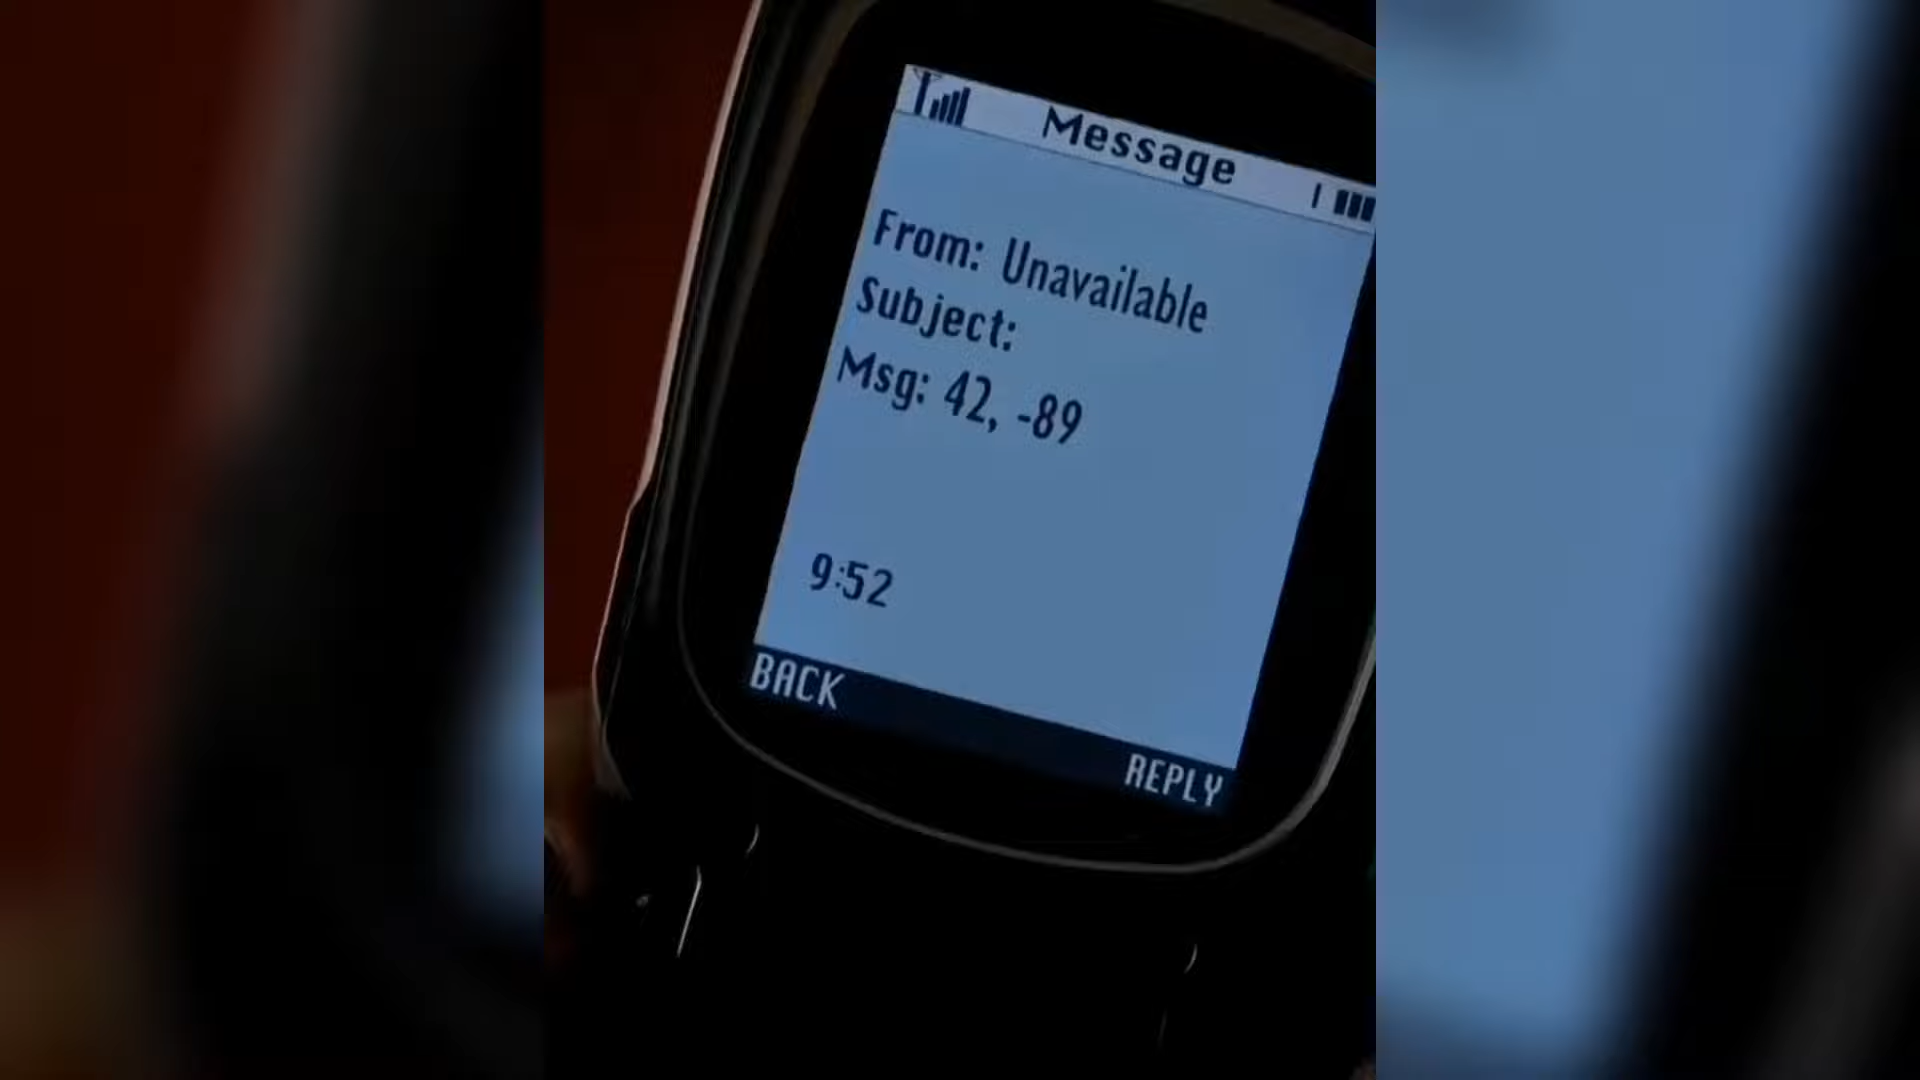 Message
From: Unavailable
Subject:
Msg: 42, -89
9:52
BACK
REPLY